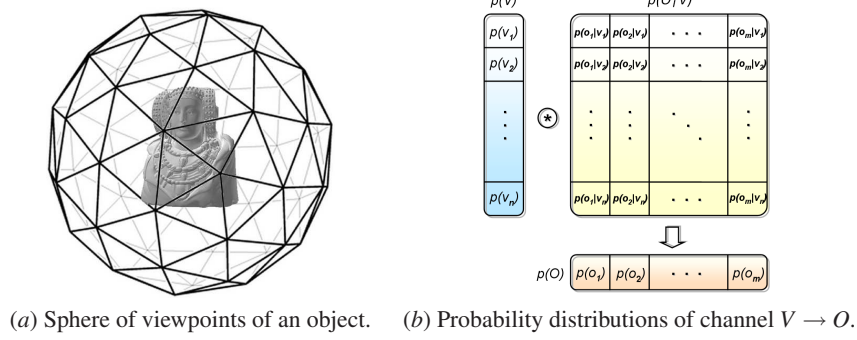 p(V) p(O|V)
p(v₁) p(o₁|v₁) p(o₂|v₁) · · · p(oₘ|v₁)
p(v₂) p(o₁|v₂) p(o₂|v₂) · · · p(oₘ|v₂)
p(vₙ) p(o₁|vₙ) p(o₂|vₙ) · · · p(oₘ|vₙ)
p(O) p(o₁) p(o₂) · · · p(oₘ)
(a) Sphere of viewpoints of an object. (b) Probability distributions of channel V → O.